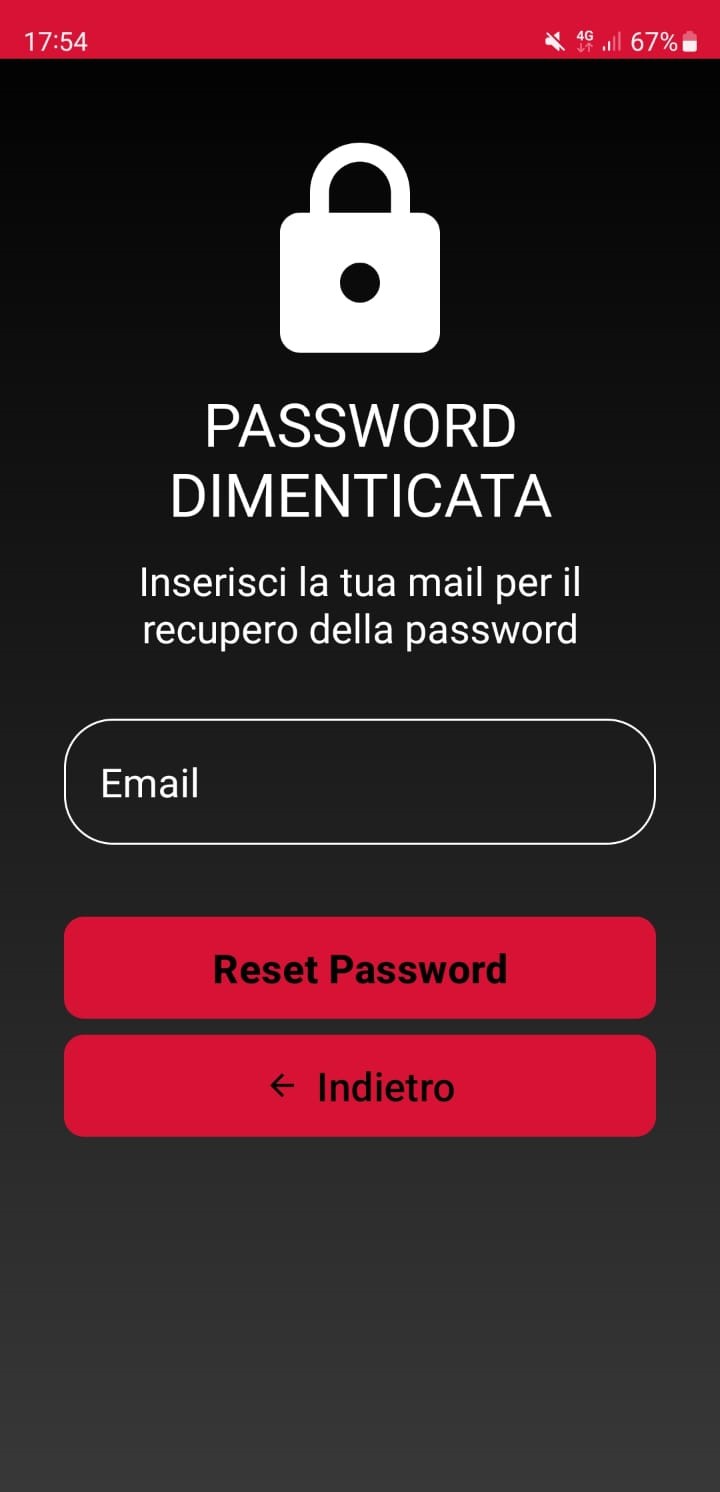 17:54 4G 67%
PASSWORD
DIMENTICATA
Inserisci la tua mail per il
recupero della password
Email
Reset Password
← Indietro